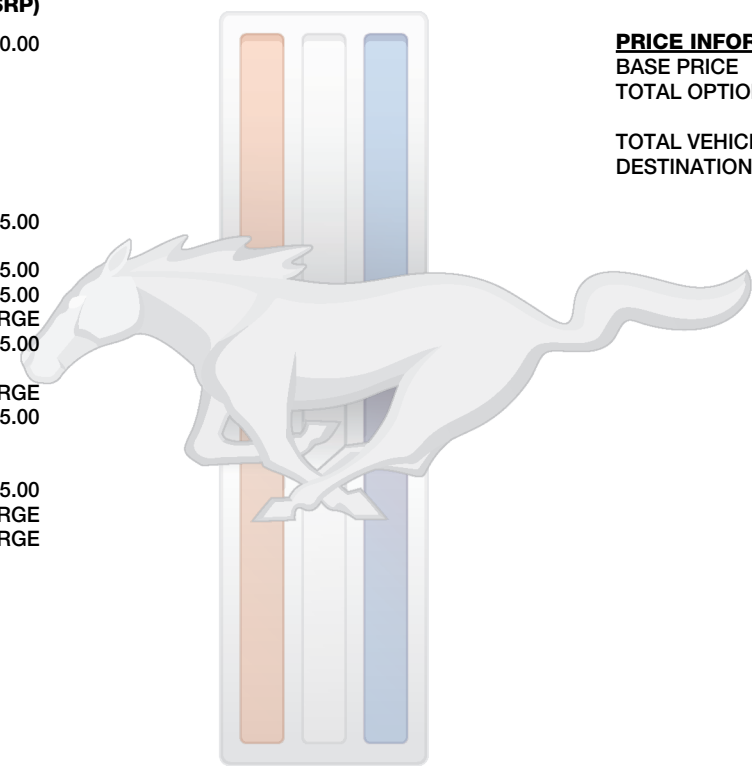 SRP)
0.00
5.00
5.00
5.00
RGE
5.00
RGE
5.00
5.00
RGE
RGE
PRICE INFOR
BASE PRICE
TOTAL OPTIO
TOTAL VEHICL
DESTINATION